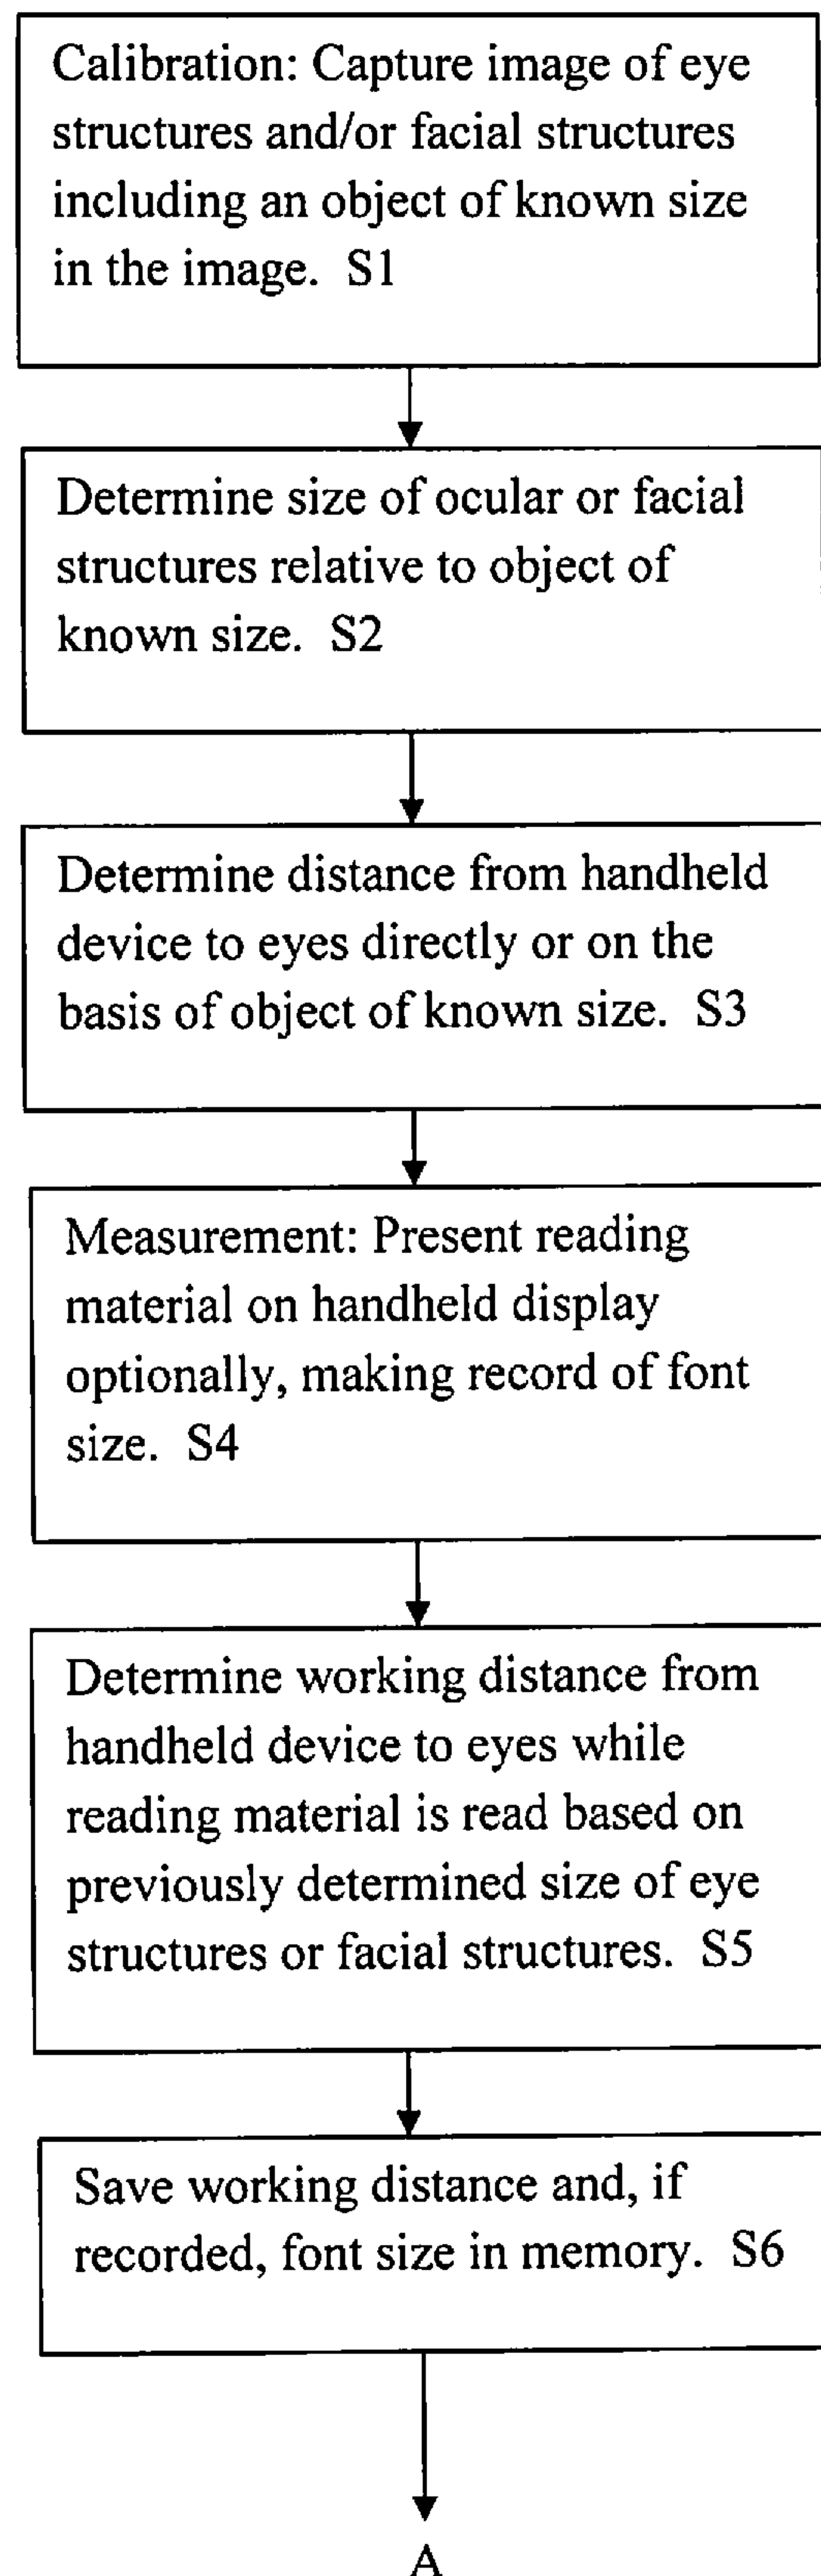 Calibration: Capture image of eye
structures and/or facial structures
including an object of known size
in the image. S1
Determine size of ocular or facial
structures relative to object of
known size. S2
Determine distance from handheld
device to eyes directly or on the
basis of object of known size. S3
Measurement: Present reading
material on handheld display
optionally, making record of font
size. S4
Determine working distance from
handheld device to eyes while
reading material is read based on
previously determined size of eye
structures or facial structures. S5
Save working distance and, if
recorded, font size in memory. S6
A